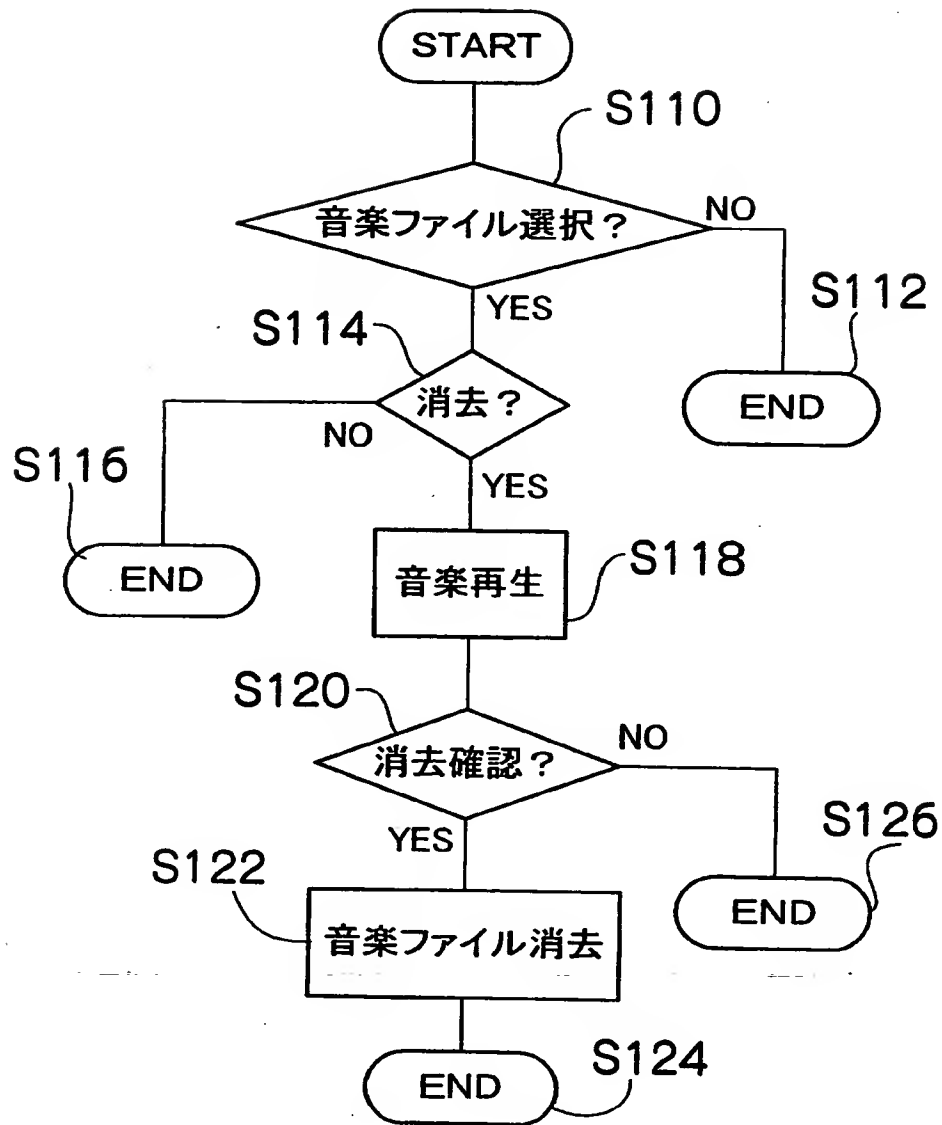 START
S110
音楽ファイル選択?
NO
YES
S112
END
S114
消去?
NO
YES
S116
END
S118
音楽再生
S120
消去確認?
NO
YES
S126
END
S122
音楽ファイル消去
S124
END